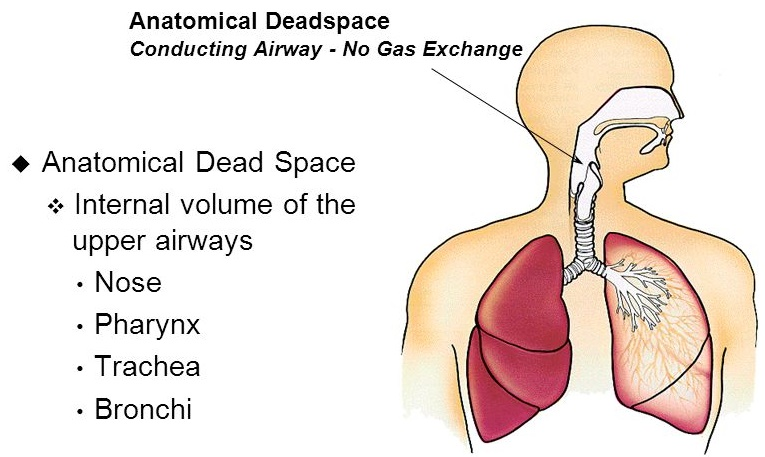 Anatomical Deadspace
Conducting Airway - No Gas Exchange
◆ Anatomical Dead Space
❖ Internal volume of the
upper airways
• Nose
• Pharynx
• Trachea
• Bronchi